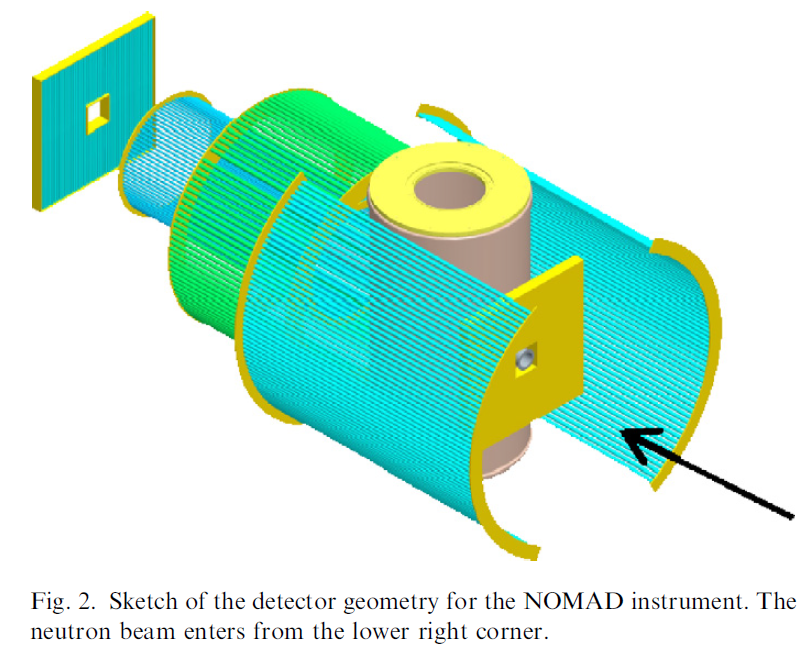 Fig. 2. Sketch of the detector geometry for the NOMAD instrument. The
neutron beam enters from the lower right corner.